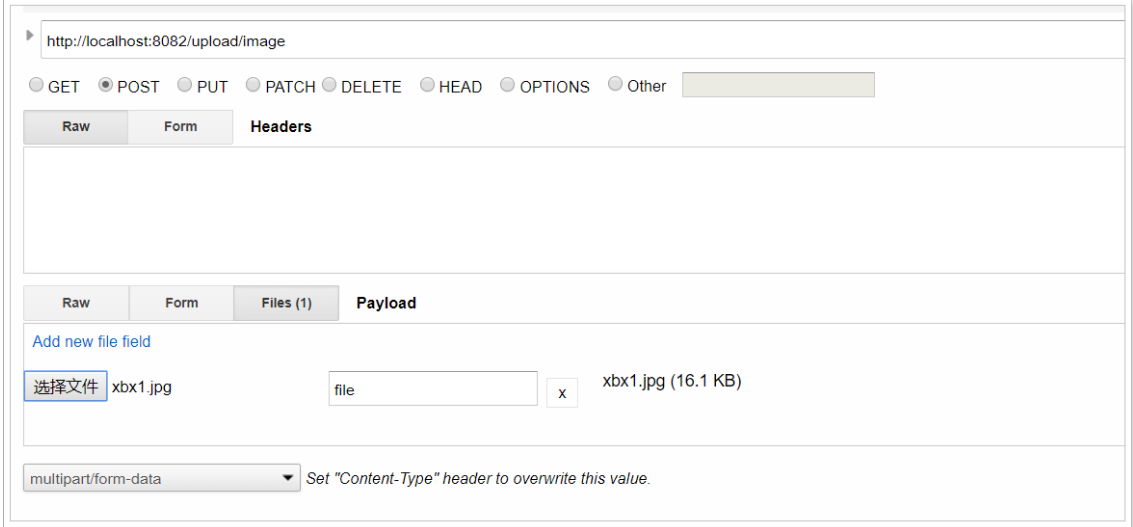 http://localhost:8082/upload/image
GET POST PUT PATCH DELETE HEAD OPTIONS Other
Raw Form Headers
Raw Form Files (1) Payload
Add new file field
选择文件 xbx1.jpg file x xbx1.jpg (16.1 KB)
multipart/form-data Set "Content-Type" header to overwrite this value.